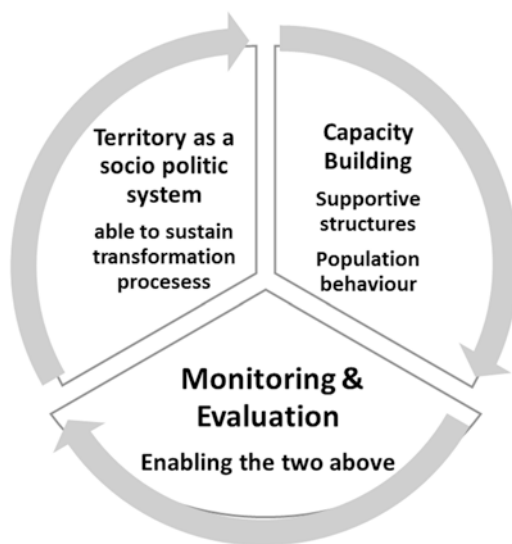 Territory as a
socio politic
system
able to sustain
transformation
procesess
Capacity
Building
Supportive
structures
Population
behaviour
Monitoring &
Evaluation
Enabling the two above